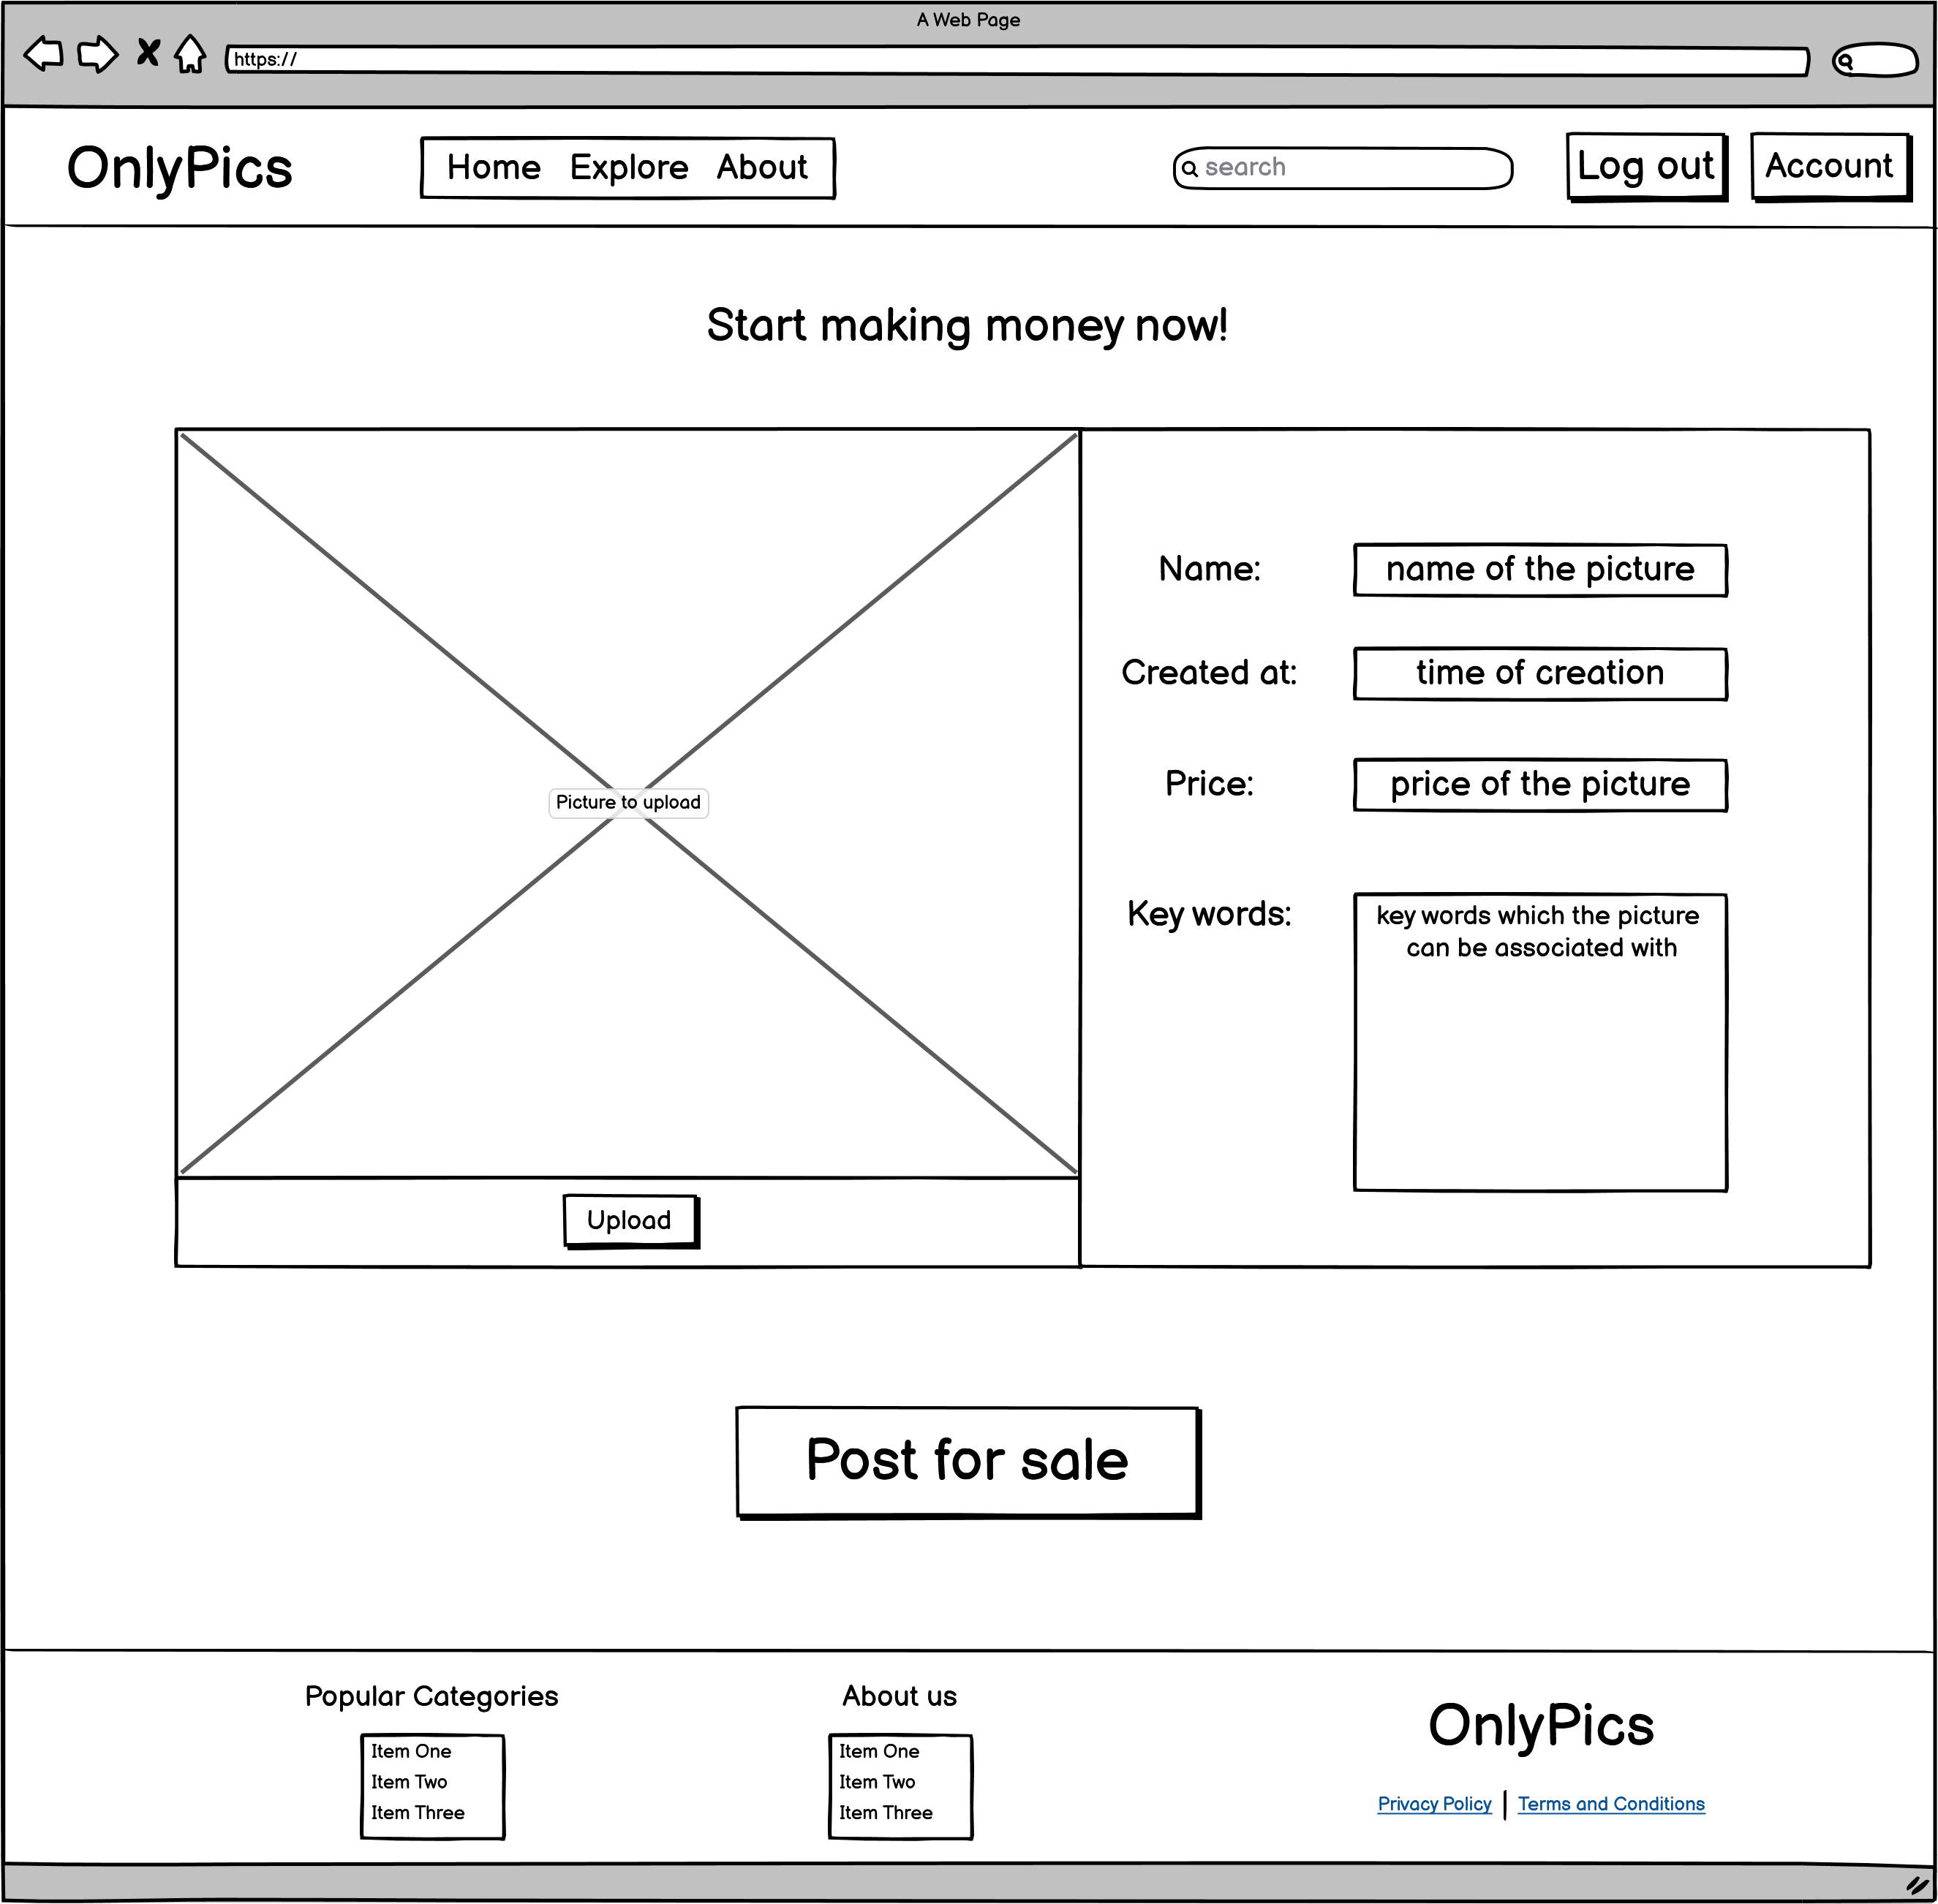 A Web Page
https://
OnlyPics
Home Explore About
search
Log out
Account
Start making money now!
Picture to upload
Upload
Name:
name of the picture
Created at:
time of creation
Price:
price of the picture
Key words:
key words which the picture
can be associated with
Post for sale
Popular Categories
Item One
Item Two
Item Three
About us
Item One
Item Two
Item Three
OnlyPics
Privacy Policy | Terms and Conditions